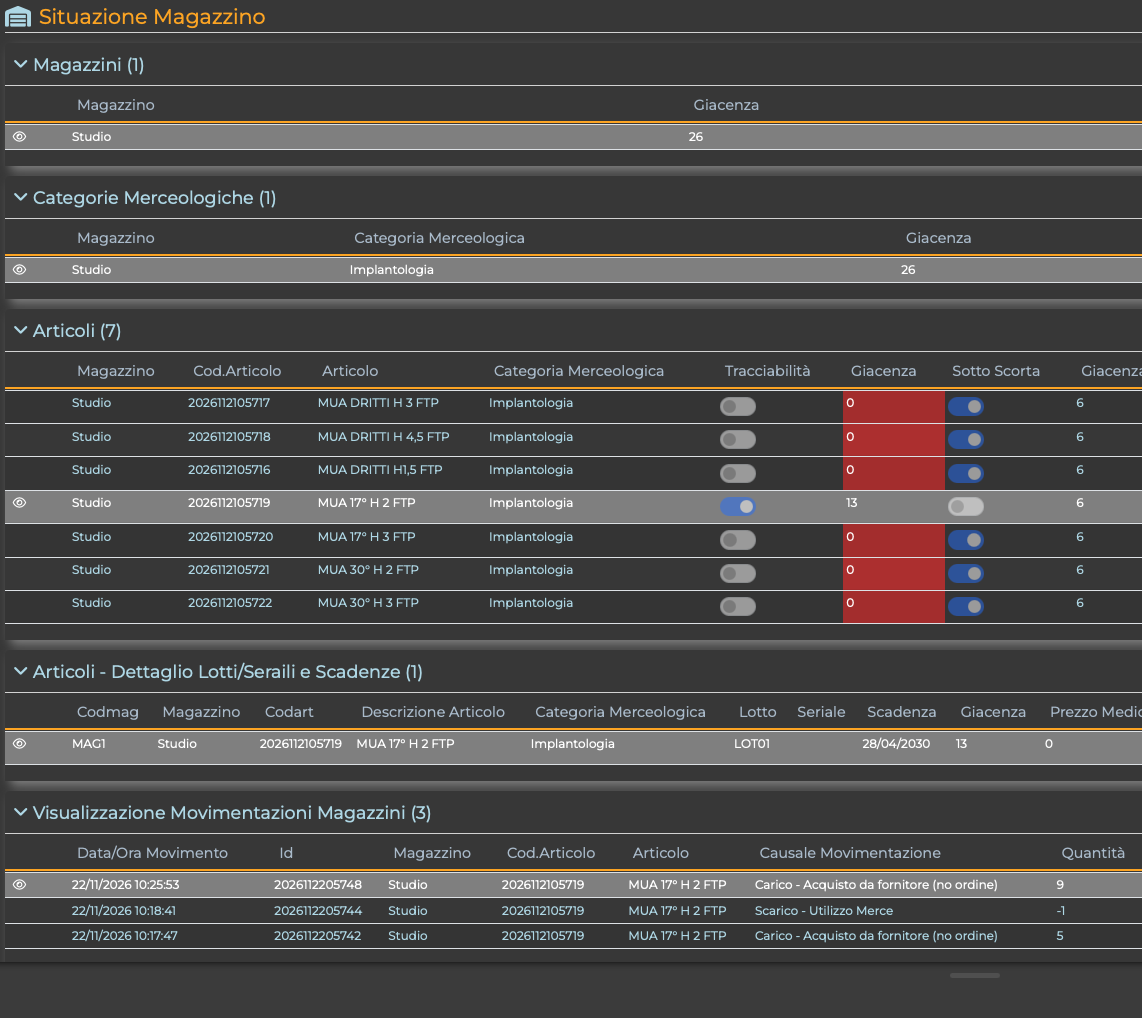 Situazione Magazzino
Magazzini (1)
Magazzino Giacenza
Studio 26
Categorie Merceologiche (1)
Magazzino Categoria Merceologica Giacenza
Studio Implantologia 26
Articoli (7)
Magazzino Cod.Articolo Articolo Categoria Merceologica Tracciabilità Giacenza Sotto Scorta Giacenza
Studio 2026112105717 MUA DRITTI H 3 FTP Implantologia 0 6
Studio 2026112105718 MUA DRITTI H 4,5 FTP Implantologia 0 6
Studio 2026112105716 MUA DRITTI H1,5 FTP Implantologia 0 6
Studio 2026112105719 MUA 17° H 2 FTP Implantologia 13 6
Studio 2026112105720 MUA 17° H 3 FTP Implantologia 0 6
Studio 2026112105721 MUA 30° H 2 FTP Implantologia 0 6
Studio 2026112105722 MUA 30° H 3 FTP Implantologia 0 6
Articoli - Dettaglio Lotti/Seraili e Scadenze (1)
Codmag Magazzino Codart Descrizione Articolo Categoria Merceologica Lotto Seriale Scadenza Giacenza Prezzo Medio
MAG1 Studio 2026112105719 MUA 17° H 2 FTP Implantologia LOT01 28/04/2030 13 0
Visualizzazione Movimentazioni Magazzini (3)
Data/Ora Movimento Id Magazzino Cod.Articolo Articolo Causale Movimentazione Quantità
22/11/2026 10:25:53 2026112205748 Studio 2026112105719 MUA 17° H 2 FTP Carico - Acquisto da fornitore (no ordine) 9
22/11/2026 10:18:41 2026112205744 Studio 2026112105719 MUA 17° H 2 FTP Scarico - Utilizzo Merce -1
22/11/2026 10:17:47 2026112205742 Studio 2026112105719 MUA 17° H 2 FTP Carico - Acquisto da fornitore (no ordine) 5